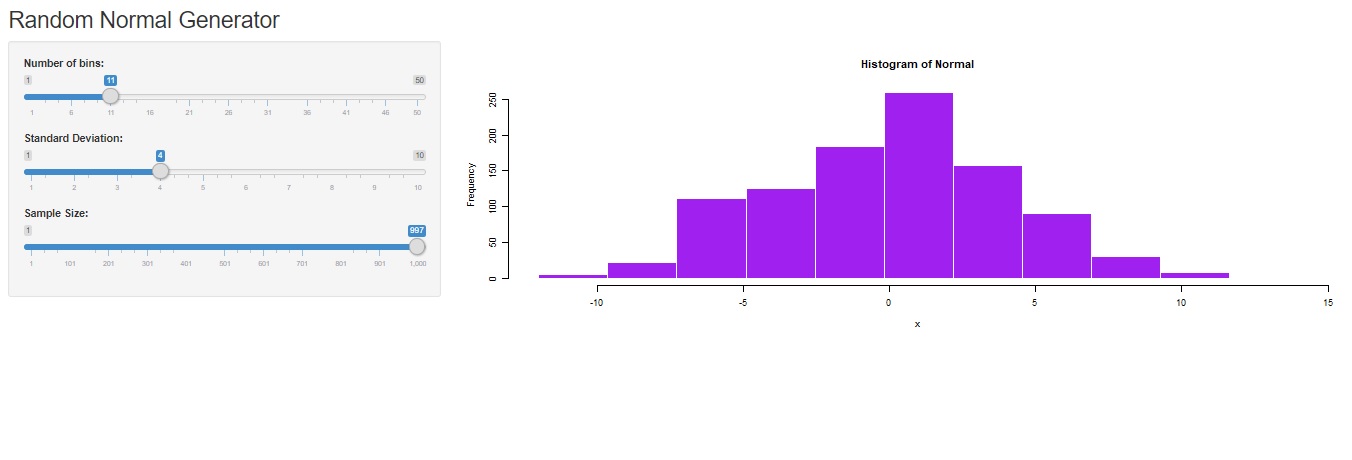 Random Normal Generator
Number of bins:
1 11 50
1 6 11 16 21 26 31 36 41 46 50
Standard Deviation:
1 4 10
1 2 3 4 5 6 7 8 9 10
Sample Size:
1 997
1 101 201 301 401 501 601 701 801 901 1,000
Histogram of Normal
Frequency
250
200
150
100
50
0
-10 -5 0 5 10 15
x